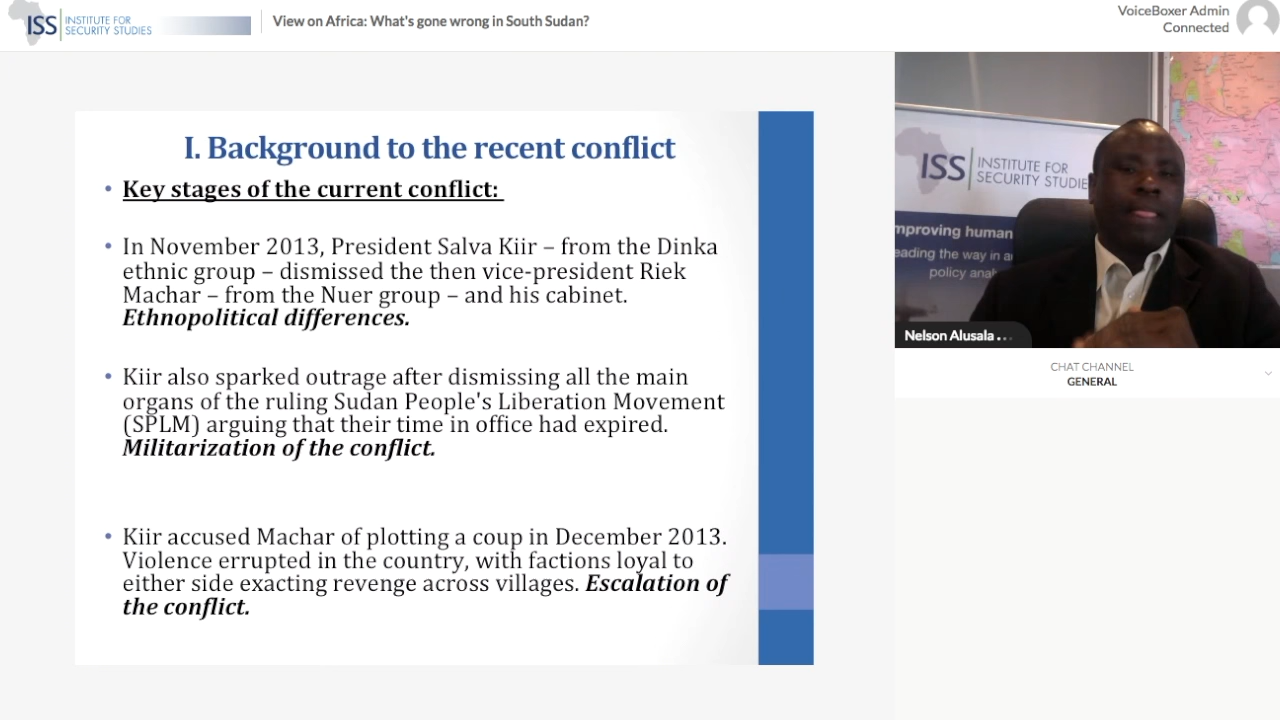 ISS
INSTITUTE FOR
SECURITY STUDIES
View on Africa: What's gone wrong in South Sudan?
VoiceBoxer Admin
Connected
I. Background to the recent conflict
• Key stages of the current conflict:
• In November 2013, President Salva Kiir – from the Dinka
ethnic group – dismissed the then vice-president Riek
Machar – from the Nuer group – and his cabinet.
Ethnopolitical differences.
• Kiir also sparked outrage after dismissing all the main
organs of the ruling Sudan People's Liberation Movement
(SPLM) arguing that their time in office had expired.
Militarization of the conflict.
• Kiir accused Machar of plotting a coup in December 2013.
Violence errupted in the country, with factions loyal to
either side exacting revenge across villages. Escalation of
the conflict.
ISS
INSTITUTE FOR
SECURITY STUDIE
mproving human
eading the way in a
policy ana
Nelson Alusala ...
CHAT CHANNEL
GENERAL